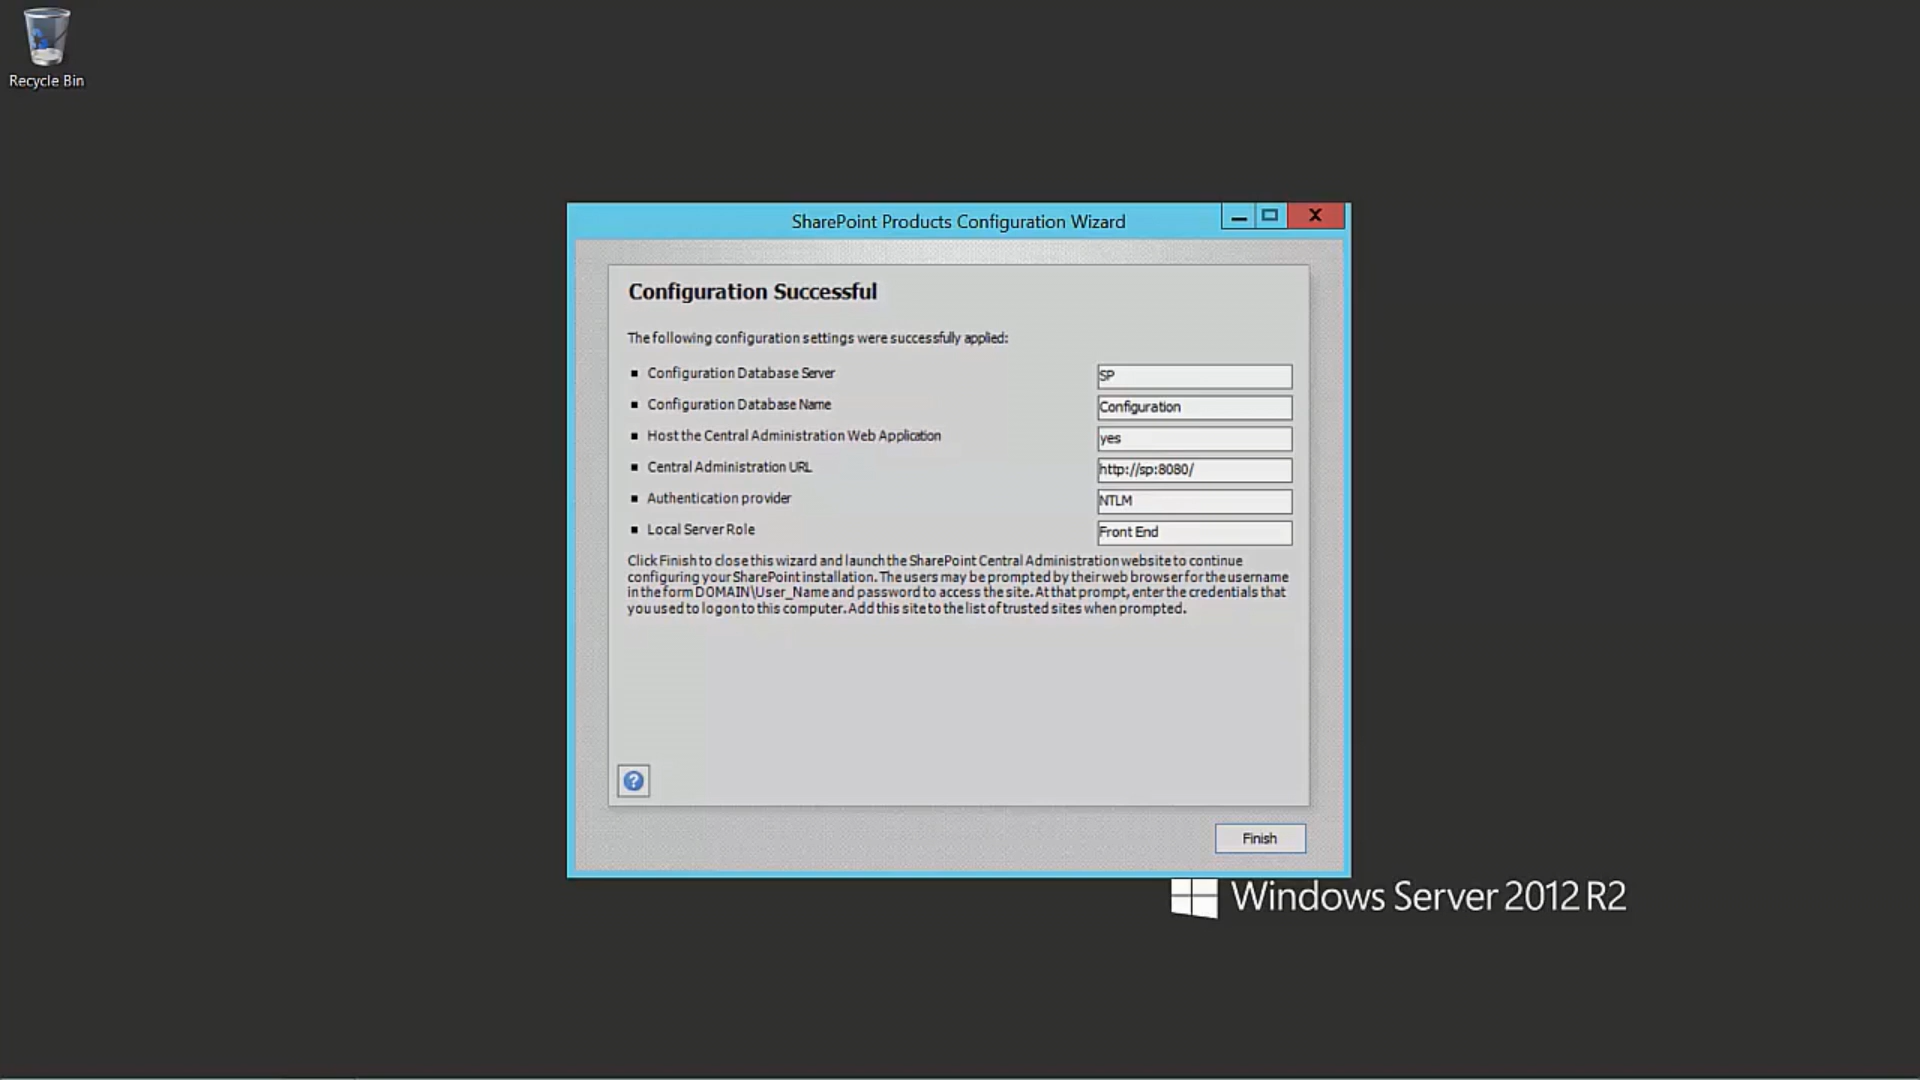 Recycle Bin
SharePoint Products Configuration Wizard
Configuration Successful
The following configuration settings were successfully applied:
Configuration Database Server SP
Configuration Database Name Configuration
Host the Central Administration Web Application yes
Central Administration URL http://sp:8080/
Authentication provider NTLM
Local Server Role Front End
Click Finish to close this wizard and launch the SharePoint Central Administration website to continue
configuring your SharePoint installation. The users may be prompted by their web browser for the username
in the form DOMAIN\User_Name and password to access the site. At that prompt, enter the credentials that
you used to logon to this computer. Add this site to the list of trusted sites when prompted.
Finish
Windows Server 2012 R2